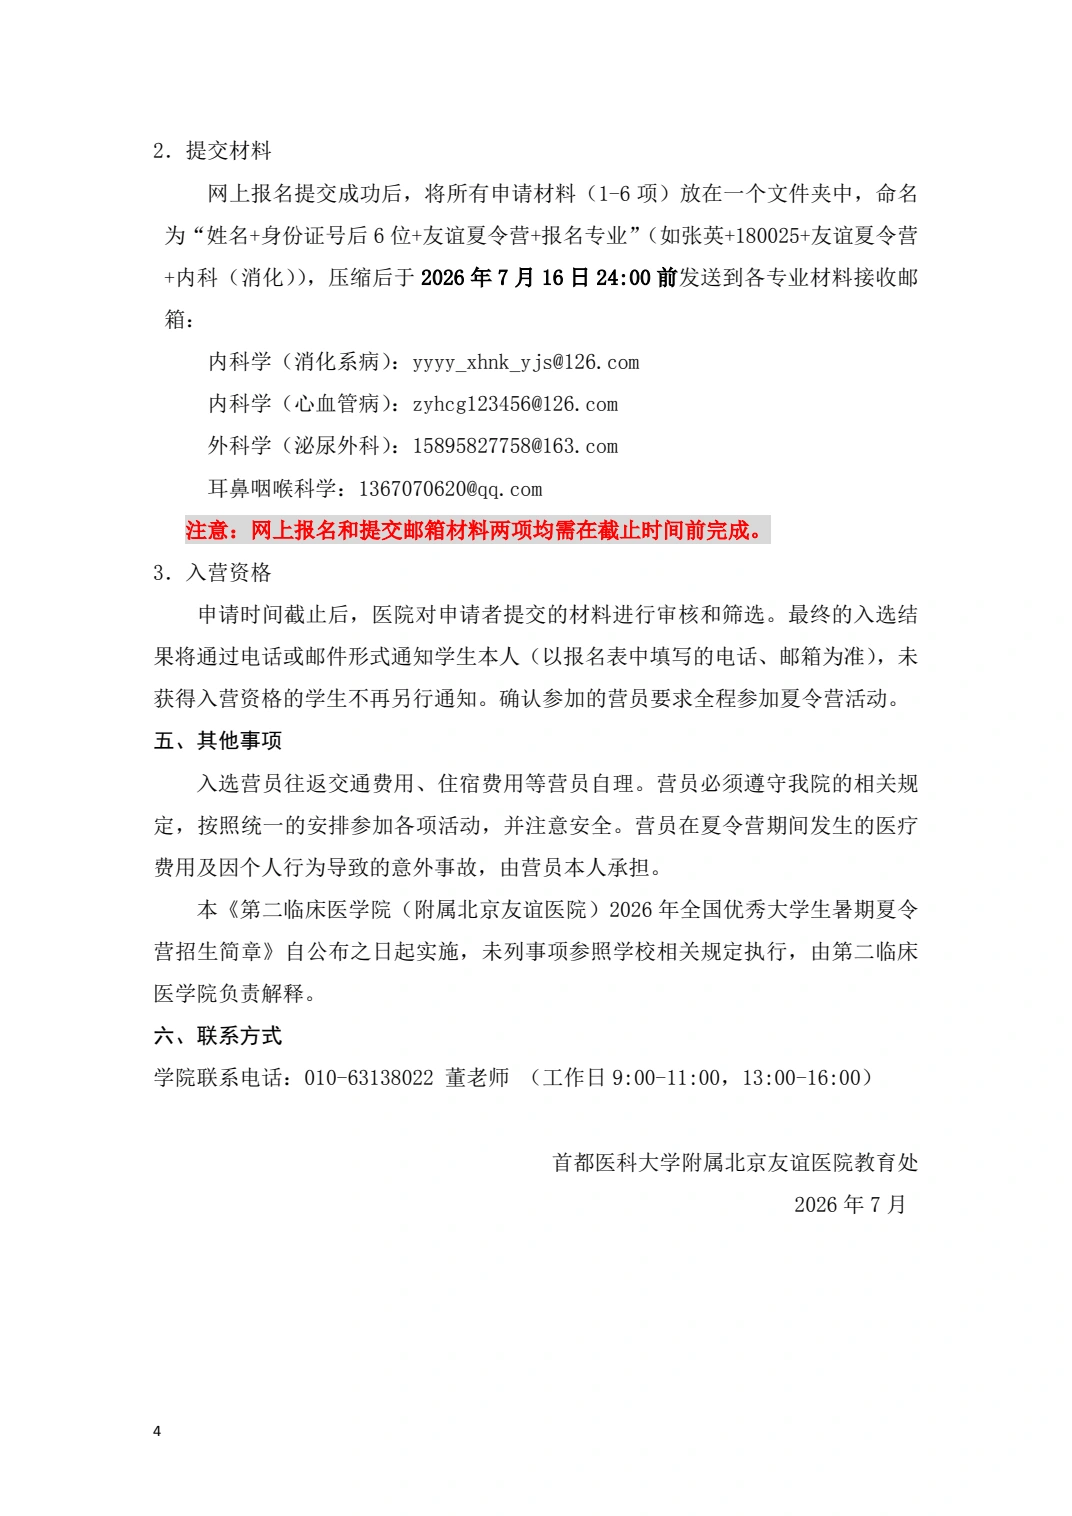 2. 提交材料
网上报名提交成功后，将所有申请材料（1-6 项）放在一个文件夹中，命名
为“姓名+身份证号后 6 位+友谊夏令营+报名专业”（如张英+180025+友谊夏令营
+内科（消化）），压缩后于 2026 年 7 月 16 日 24:00 前发送到各专业材料接收邮
箱：
内科学（消化系病）：yyyy_xhnk_yjs@126.com
内科学（心血管病）：zyhcg123456@126.com
外科学（泌尿外科）：15895827758@163.com
耳鼻咽喉科学：1367070620@qq.com
注意：网上报名和提交邮箱材料两项均需在截止时间前完成。
3. 入营资格
申请时间截止后，医院对申请者提交的材料进行审核和筛选。最终的入选结
果将通过电话或邮件形式通知学生本人（以报名表中填写的电话、邮箱为准），未
获得入营资格的学生不再另行通知。确认参加的营员要求全程参加夏令营活动。
五、其他事项
入选营员往返交通费用、住宿费用等营员自理。营员必须遵守我院的相关规
定，按照统一的安排参加各项活动，并注意安全。营员在夏令营期间发生的医疗
费用及因个人行为导致的意外事故，由营员本人承担。
本《第二临床医学院（附属北京友谊医院）2026 年全国优秀大学生暑期夏令
营招生简章》自公布之日起实施，未列事项参照学校相关规定执行，由第二临床
医学院负责解释。
六、联系方式
学院联系电话：010-63138022 董老师 （工作日 9:00-11:00，13:00-16:00）
首都医科大学附属北京友谊医院教育处
2026 年 7 月
4